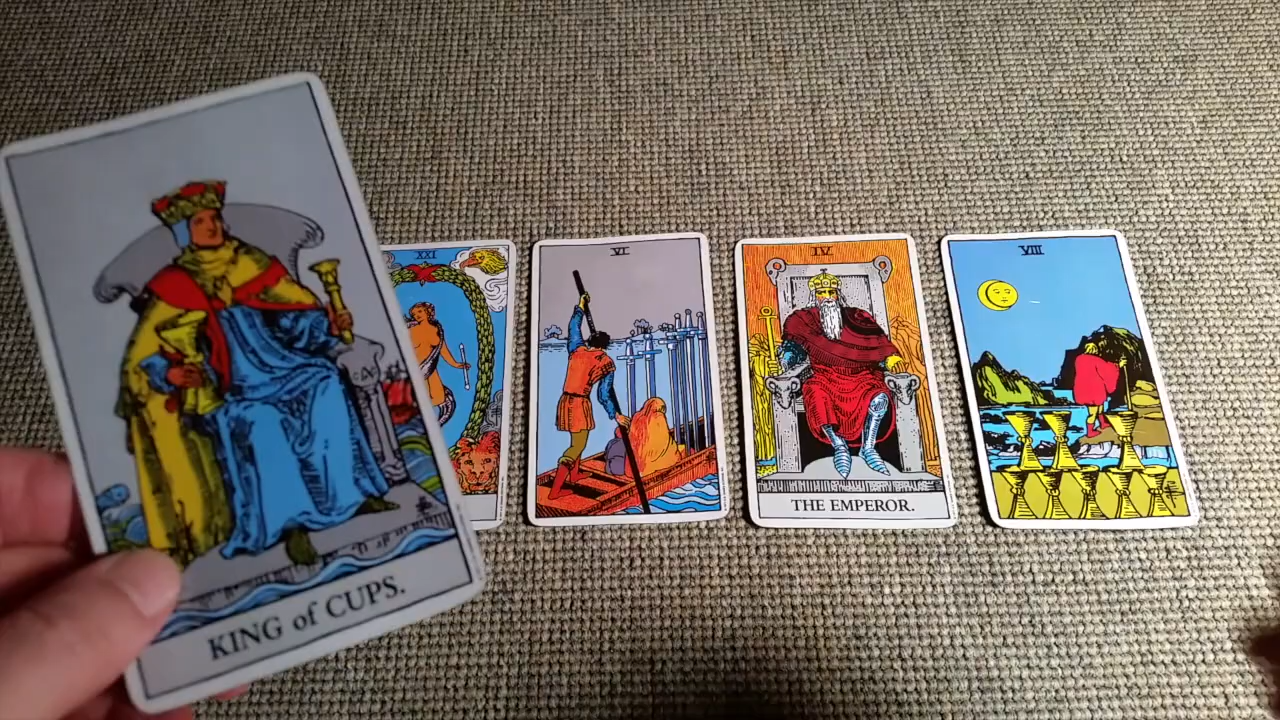 KING of CUPS.
XXI
VI
IV
THE EMPEROR.
VIII